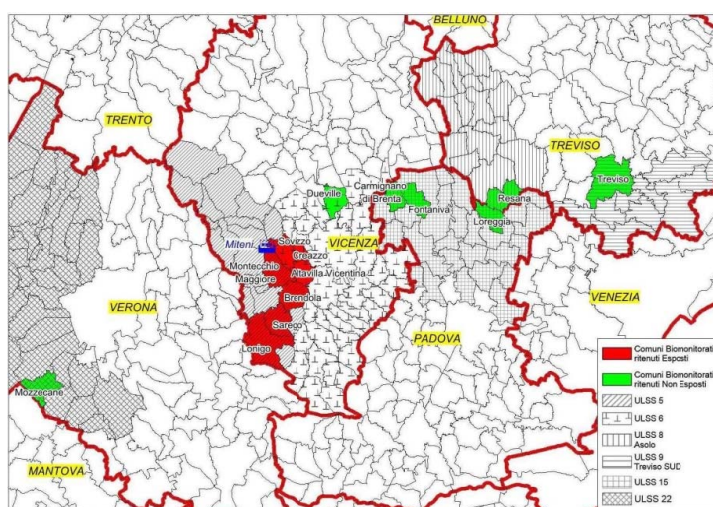 BELLUNO
TRENTO
TREVISO
Treviso
Dueville
Carmignano
di Brenta
Fontaniva
Resana
Loreggia
Miteni
Sovizzo
VICENZA
Creazzo
Montecchio
Maggiore
Altavilla Vicentina
VENEZIA
VERONA
Brendola
Sarego
PADOVA
Lonigo
Mozzecane
MANTOVA
Comuni Biomonitorati
ritenuti Esposti
Comuni Biomonitorati
ritenuti Non Esposti
ULSS 5
ULSS 6
ULSS 8
Asolo
ULSS 9
Treviso SUD
ULSS 15
ULSS 22